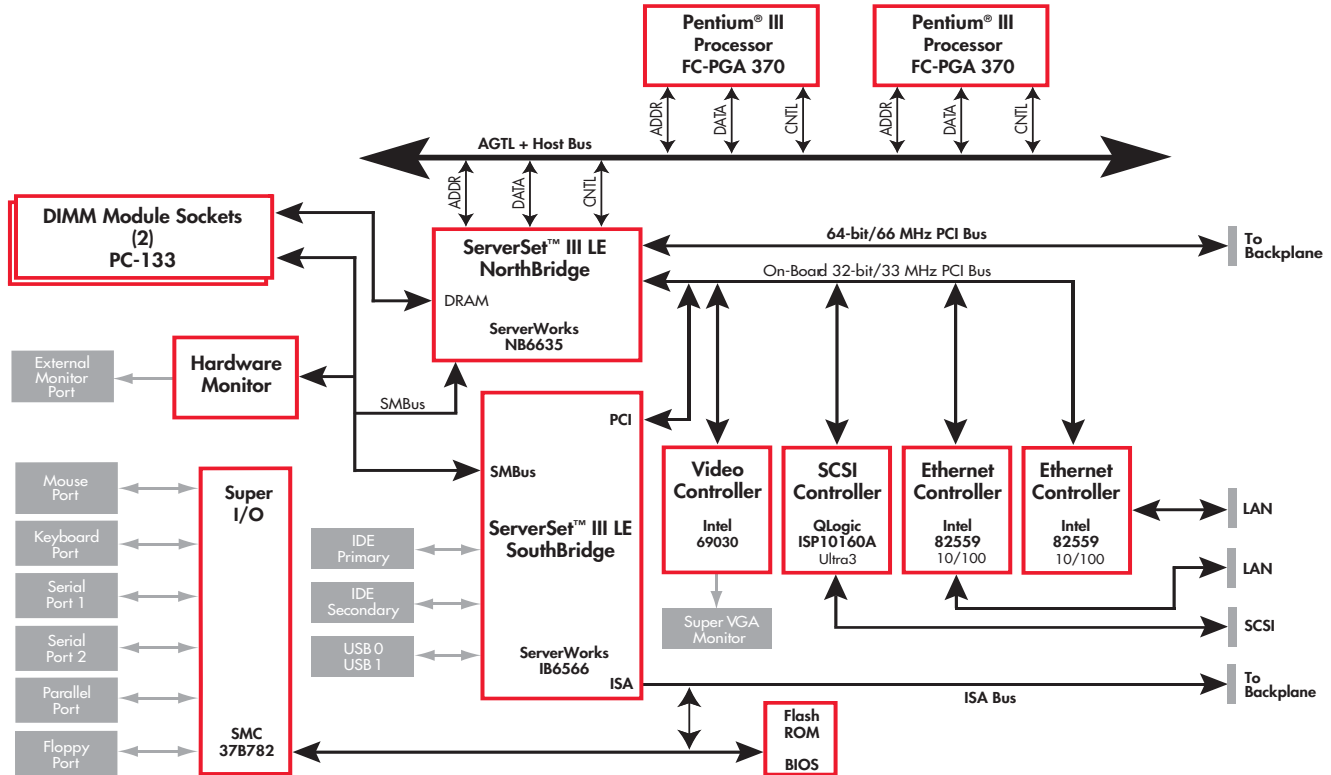 Pentium® III
Processor
FC-PGA 370
Pentium® III
Processor
FC-PGA 370
ADDR
DATA
CNTL
ADDR
DATA
CNTL
AGTL + Host Bus
ADDR
DATA
CNTL
DIMM Module Sockets
(2)
PC-133
ServerSet™ III LE
NorthBridge
DRAM
ServerWorks
NB6635
64-bit/66 MHz PCI Bus
To
Backplane
On-Board 32-bit/33 MHz PCI Bus
External
Monitor
Port
Hardware
Monitor
SMBus
PCI
SMBus
ServerSet™ III LE
SouthBridge
ServerWorks
IB6566
ISA
Video
Controller
Intel
69030
SCSI
Controller
QLogic
ISP10160A
Ultra3
Ethernet
Controller
Intel
82559
10/100
Ethernet
Controller
Intel
82559
10/100
LAN
LAN
SCSI
To
Backplane
Super VGA
Monitor
Mouse
Port
Keyboard
Port
Serial
Port 1
Serial
Port 2
Parallel
Port
Floppy
Port
Super
I/O
SMC
37B782
IDE
Primary
IDE
Secondary
USB 0
USB 1
ISA Bus
Flash
ROM
BIOS